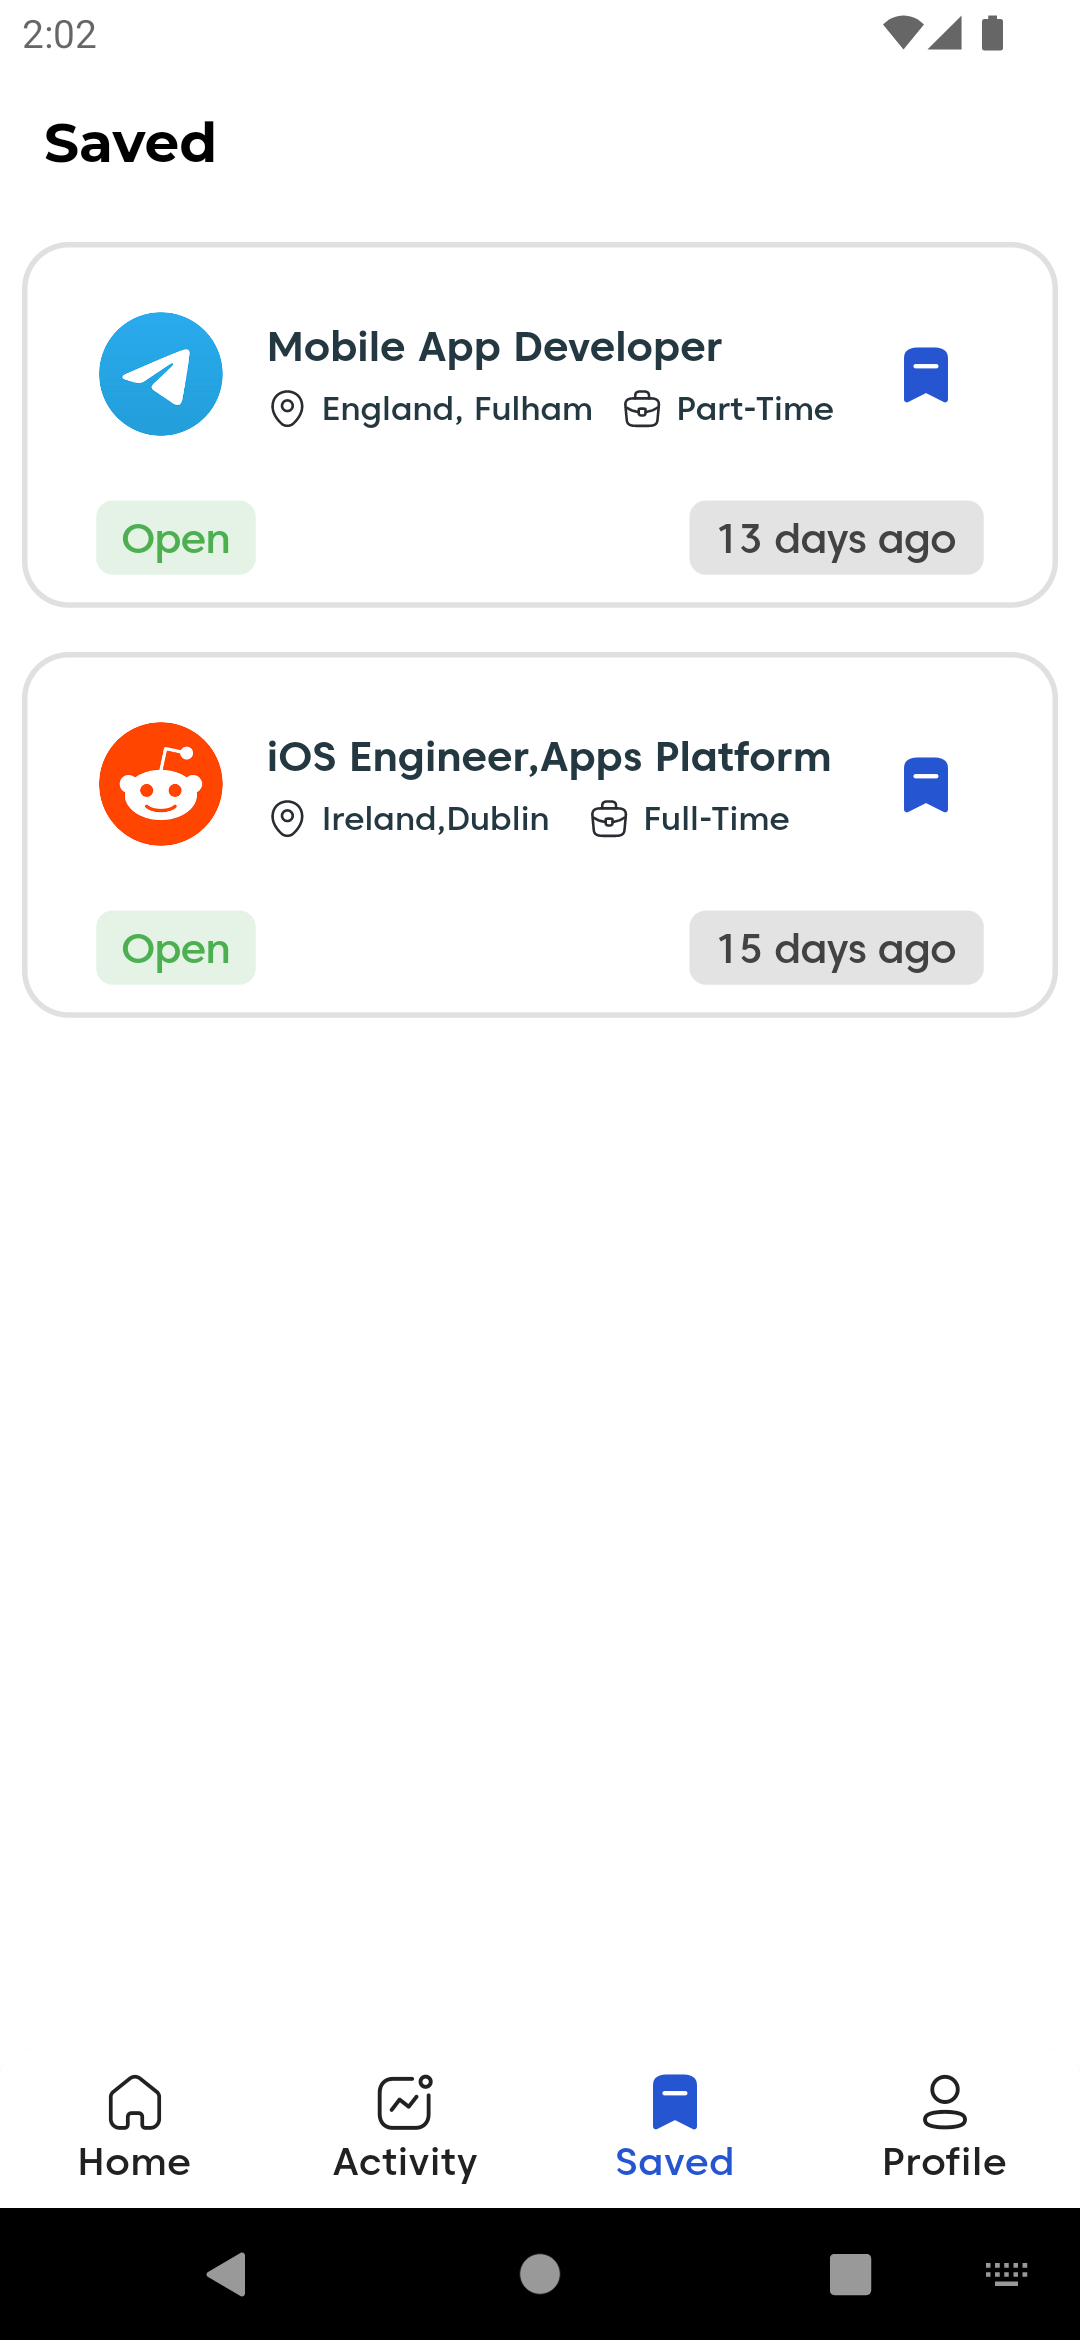 2:02
Saved
Mobile App Developer
England, Fulham Part-Time
Open 13 days ago
iOS Engineer,Apps Platform
Ireland,Dublin Full-Time
Open 15 days ago
Home Activity Saved Profile